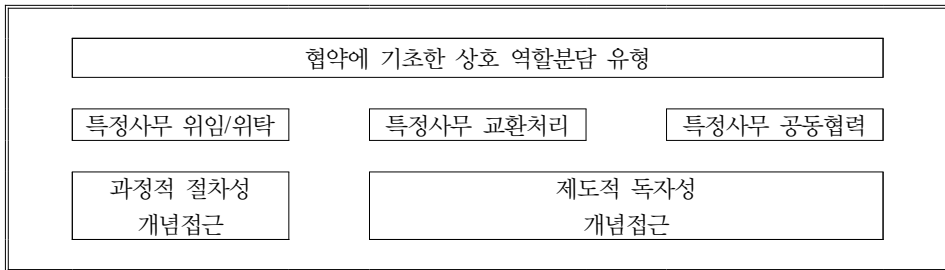 협약에 기초한 상호 역할분담 유형
특정사무 위임/위탁
특정사무 교환처리
특정사무 공동협력
과정적 절차성
개념접근
제도적 독자성
개념접근